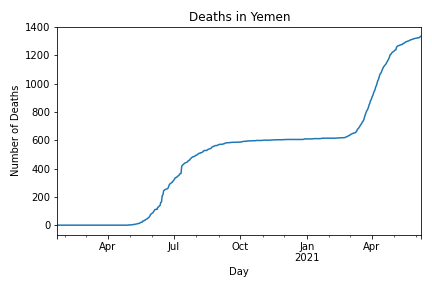 Deaths in Yemen
1400
1200
1000
800
600
400
200
0
Number of Deaths
Apr
Jul
Oct
Jan
2021
Apr
Day